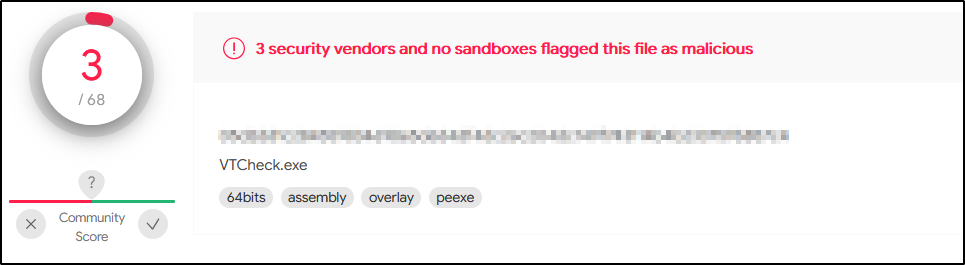 3
/ 68
?
Community
Score
3 security vendors and no sandboxes flagged this file as malicious
VTCheck.exe
64bits assembly overlay peexe